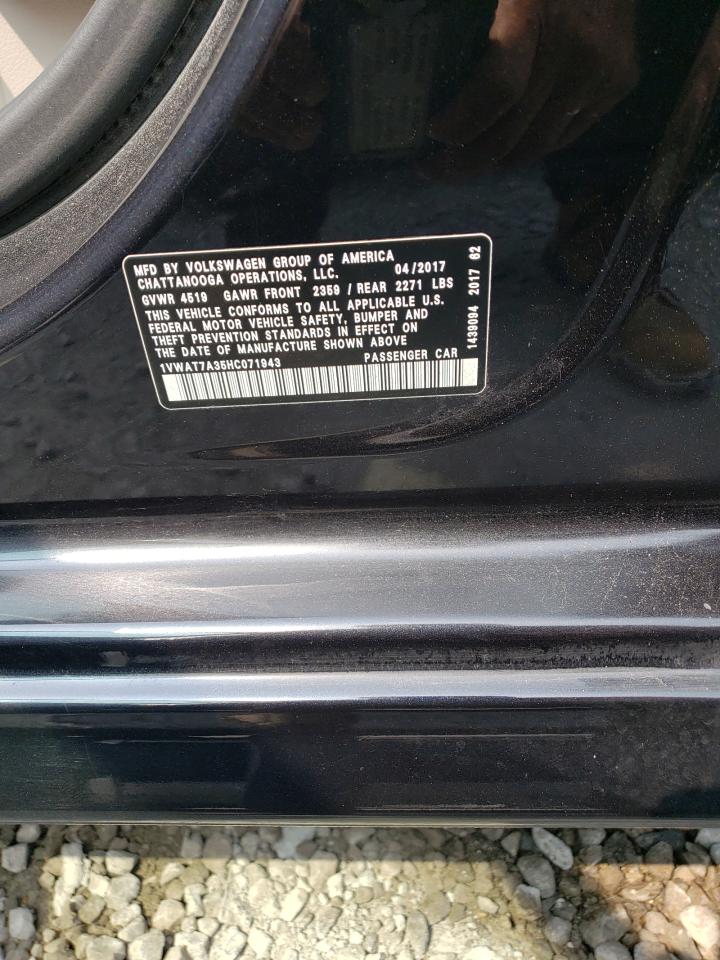 MFD BY VOLKSWAGEN GROUP OF AMERICA
CHATTANOOGA OPERATIONS, LLC. 04/2017
GVWR 4519 GAWR FRONT 2359 / REAR 2271 LBS
THIS VEHICLE CONFORMS TO ALL APPLICABLE U.S.
FEDERAL MOTOR VEHICLE SAFETY, BUMPER AND
THEFT PREVENTION STANDARDS IN EFFECT ON
THE DATE OF MANUFACTURE SHOWN ABOVE
1VWAT7A35HC071943 PASSENGER CAR
1439094 2017 62